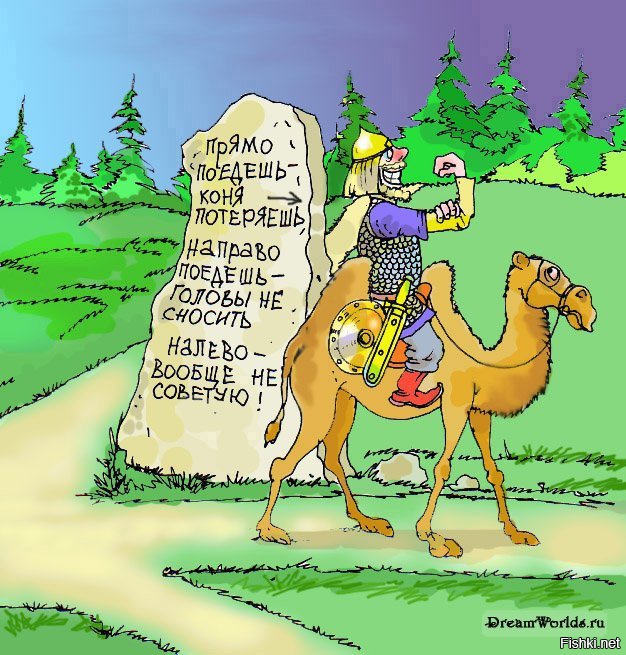 ПРЯМО
ПОЕДЕШЬ-
КОНЯ
ПОТЕРЯЕШЬ,
НАПРАВО
ПОЕДЕШЬ-
ГОЛОВЫ НЕ
СНОСИТЬ
НАЛЕВО-
ВООБЩЕ НЕ
СОВЕТУЮ!
DreamWorlds.ru
Fishki.net